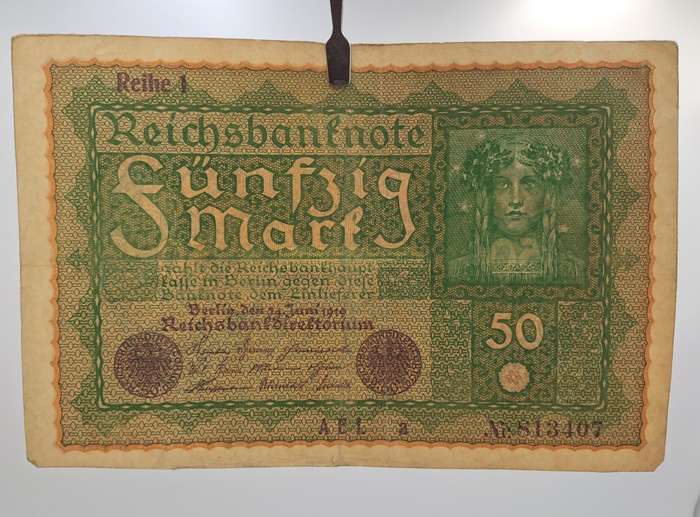 Reihe 1
Reichsbanknote
Fünfzig
Mark
zahlt die Reichsbankhaupt
kasse in Berlin gegen diese
Banknote dem Einlieferer
Berlin, den 24. Juni 1919
Reichsbankdirektorium
50
A E L a
Nr. 813407